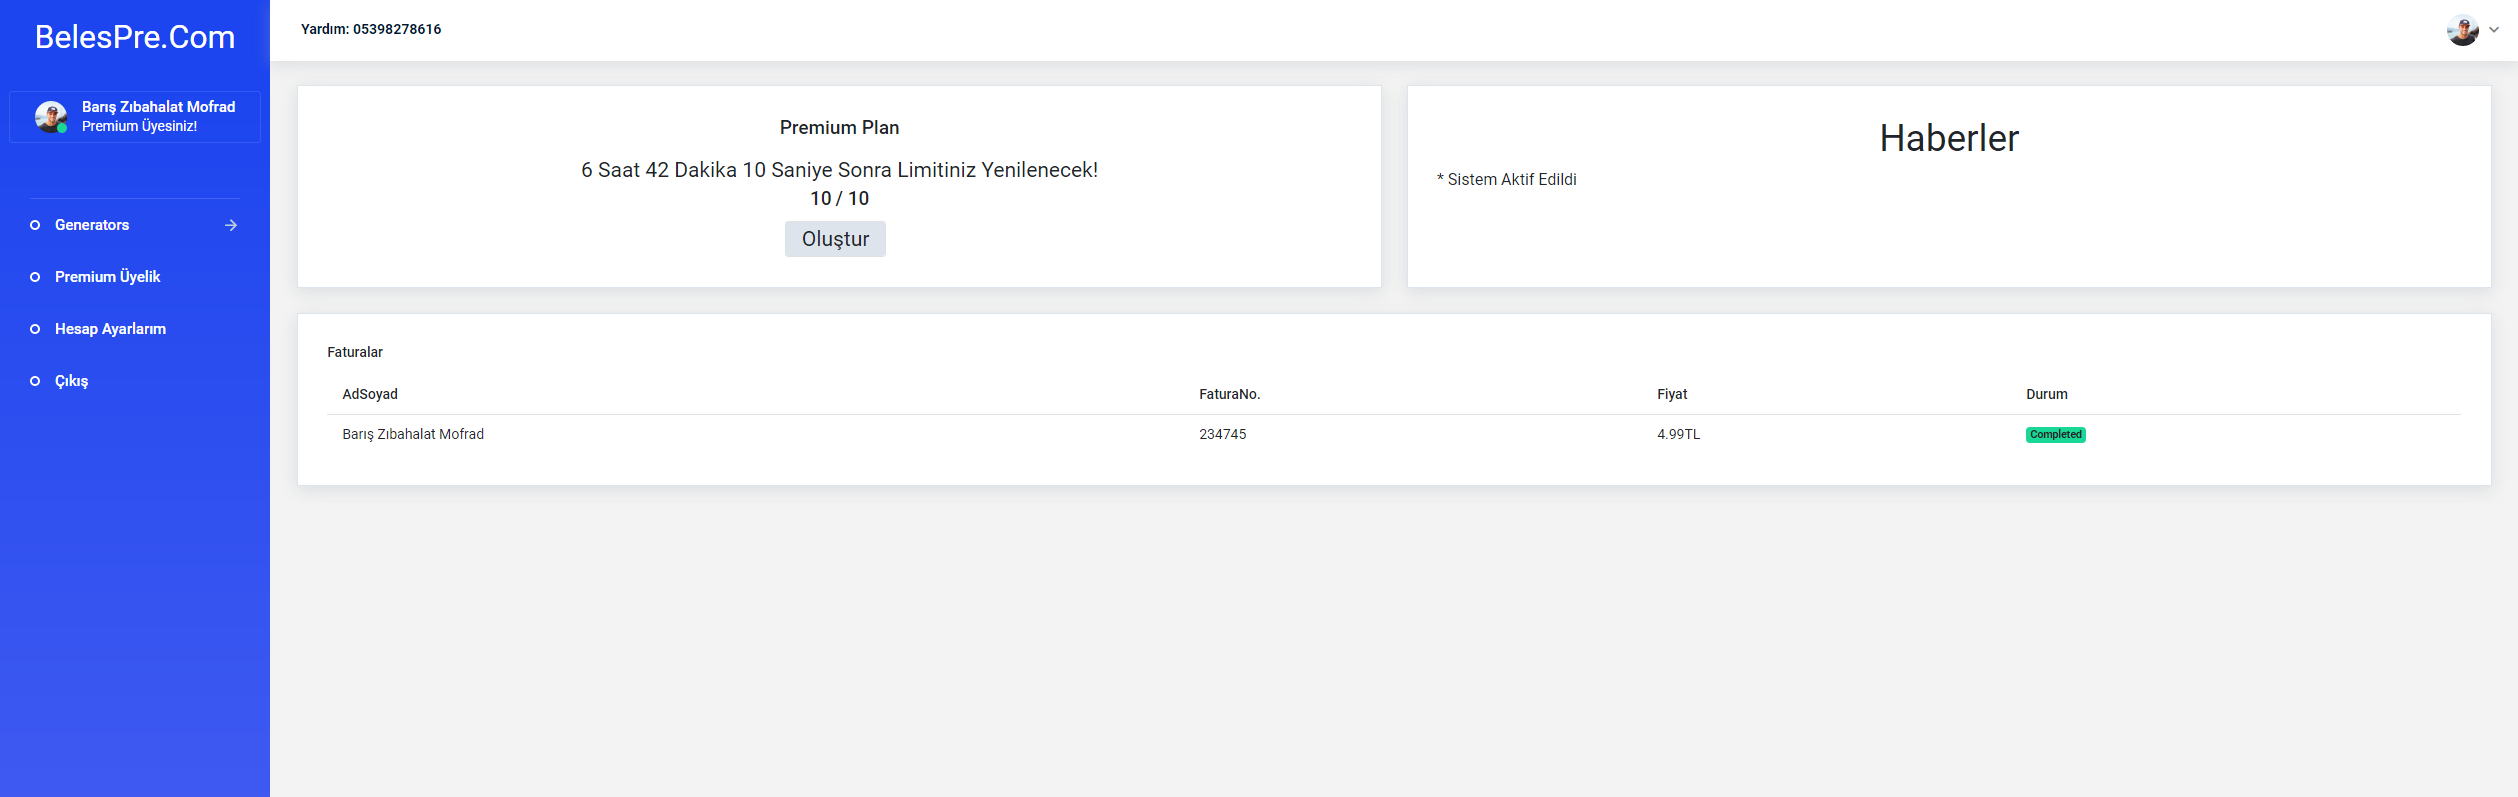 BelesPre.Com
Barış Zıbahalat Mofrad
Premium Üyesiniz!
Generators
Premium Üyelik
Hesap Ayarlarım
Çıkış
Yardım: 05398278616
Premium Plan
6 Saat 42 Dakika 10 Saniye Sonra Limitiniz Yenilenecek!
10 / 10
Oluştur
Haberler
* Sistem Aktif Edildi
Faturalar
AdSoyad FaturaNo. Fiyat Durum
Barış Zıbahalat Mofrad 234745 4.99TL Completed